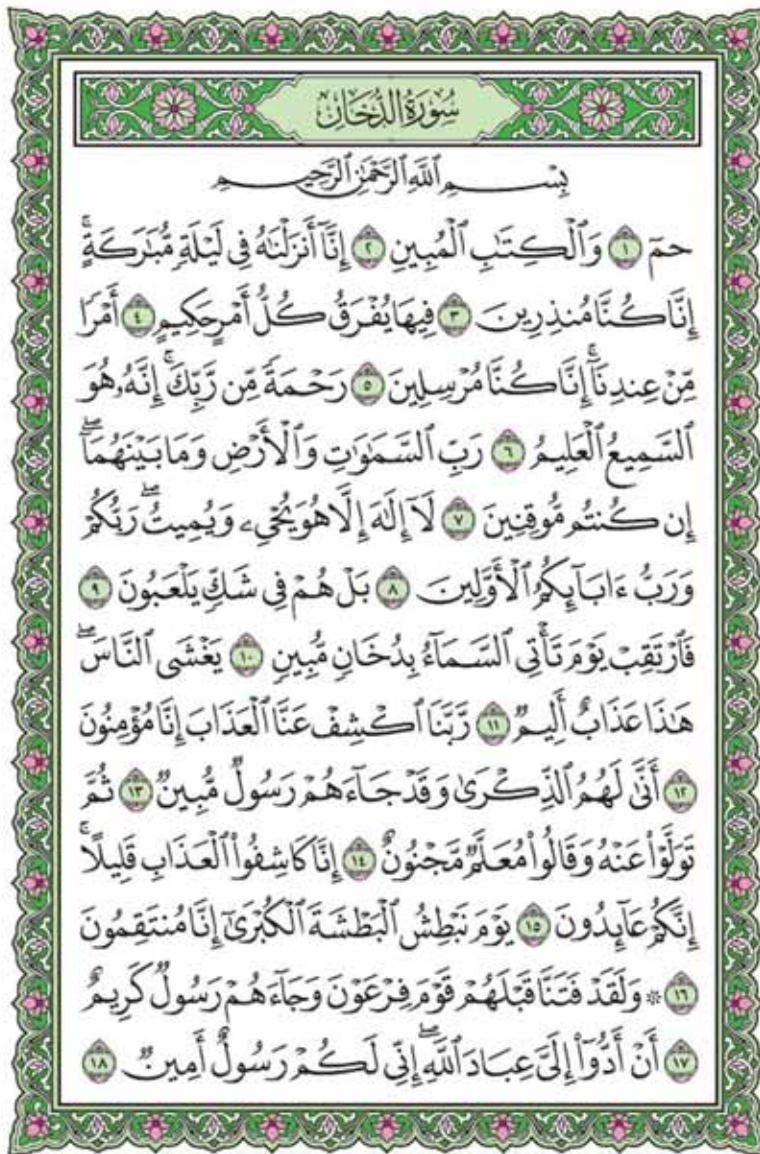 سُورَةُ الدُّخَانِ
بِسْمِ ٱللَّهِ ٱلرَّحْمَٰنِ ٱلرَّحِيمِ
حمٓ ١ وَٱلْكِتَٰبِ ٱلْمُبِينِ ٢ إِنَّآ أَنزَلْنَٰهُ فِى لَيْلَةٍ مُّبَٰرَكَةٍ ۚ
إِنَّا كُنَّا مُنذِرِينَ ٣ فِيهَا يُفْرَقُ كُلُّ أَمْرٍ حَكِيمٍ ٤ أَمْرًا
مِّنْ عِندِنَآ ۚ إِنَّا كُنَّا مُرْسِلِينَ ٥ رَحْمَةً مِّن رَّبِّكَ ۚ إِنَّهُۥ هُوَ
ٱلسَّمِيعُ ٱلْعَلِيمُ ٦ رَبِّ ٱلسَّمَٰوَٰتِ وَٱلْأَرْضِ وَمَا بَيْنَهُمَآ ۖ
إِن كُنتُم مُّوقِنِينَ ٧ لَآ إِلَٰهَ إِلَّا هُوَ يُحْىِۦ وَيُمِيتُ ۖ رَبُّكُمْ
وَرَبُّ ءَابَآئِكُمُ ٱلْأَوَّلِينَ ٨ بَلْ هُمْ فِى شَكٍّ يَلْعَبُونَ ٩
فَٱرْتَقِبْ يَوْمَ تَأْتِى ٱلسَّمَآءُ بِدُخَانٍ مُّبِينٍ ١٠ يَغْشَى ٱلنَّاسَ ۖ
هَٰذَا عَذَابٌ أَلِيمٌ ١١ رَّبَّنَا ٱكْشِفْ عَنَّا ٱلْعَذَابَ إِنَّا مُؤْمِنُونَ
١٢ أَنَّىٰ لَهُمُ ٱلذِّكْرَىٰ وَقَدْ جَآءَهُمْ رَسُولٌ مُّبِينٌ ١٣ ثُمَّ
تَوَلَّوْا۟ عَنْهُ وَقَالُوا۟ مُعَلَّمٌ مَّجْنُونٌ ١٤ إِنَّا كَاشِفُوا۟ ٱلْعَذَابِ قَلِيلًا ۚ
إِنَّكُمْ عَآئِدُونَ ١٥ يَوْمَ نَبْطِشُ ٱلْبَطْشَةَ ٱلْكُبْرَىٰٓ إِنَّا مُنتَقِمُونَ
١٦ ۞ وَلَقَدْ فَتَنَّا قَبْلَهُمْ قَوْمَ فِرْعَوْنَ وَجَآءَهُمْ رَسُولٌ كَرِيمٌ
١٧ أَنْ أَدُّوٓا۟ إِلَىَّ عِبَادَ ٱللَّهِ ۖ إِنِّى لَكُمْ رَسُولٌ أَمِينٌ ١٨